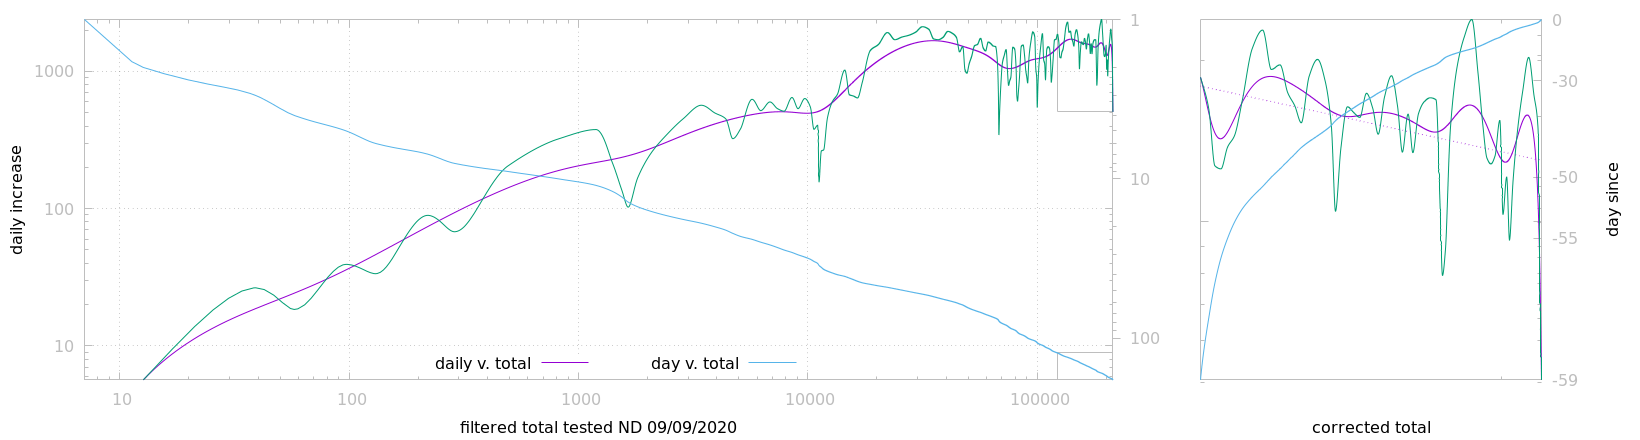 1000
100
10
daily increase
daily v. total
day v. total
10
100
1000
10000
100000
filtered total tested ND 09/09/2020
1
10
100
0
-30
-50
-55
-59
day since
corrected total